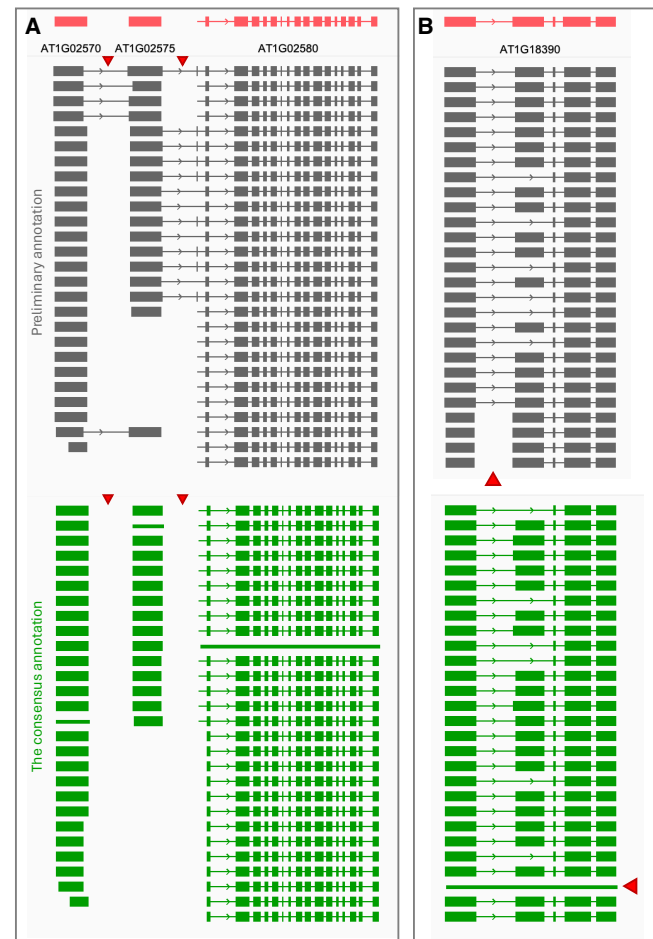 A
AT1G02570
AT1G02575
AT1G02580
Preliminary annotation
The consensus annotation
B
AT1G18390